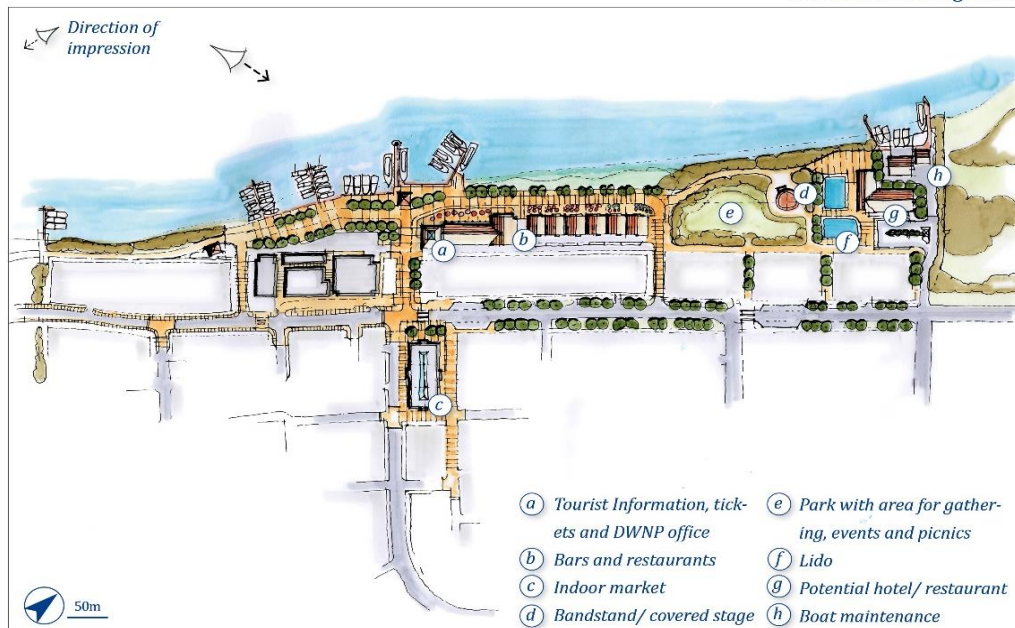 Direction of
impression
a
b
c
d
e
f
g
h
a Tourist Information, tick-
ets and DWNP office
b Bars and restaurants
c Indoor market
d Bandstand/ covered stage
e Park with area for gather-
ing, events and picnics
f Lido
g Potential hotel/ restaurant
h Boat maintenance
50m